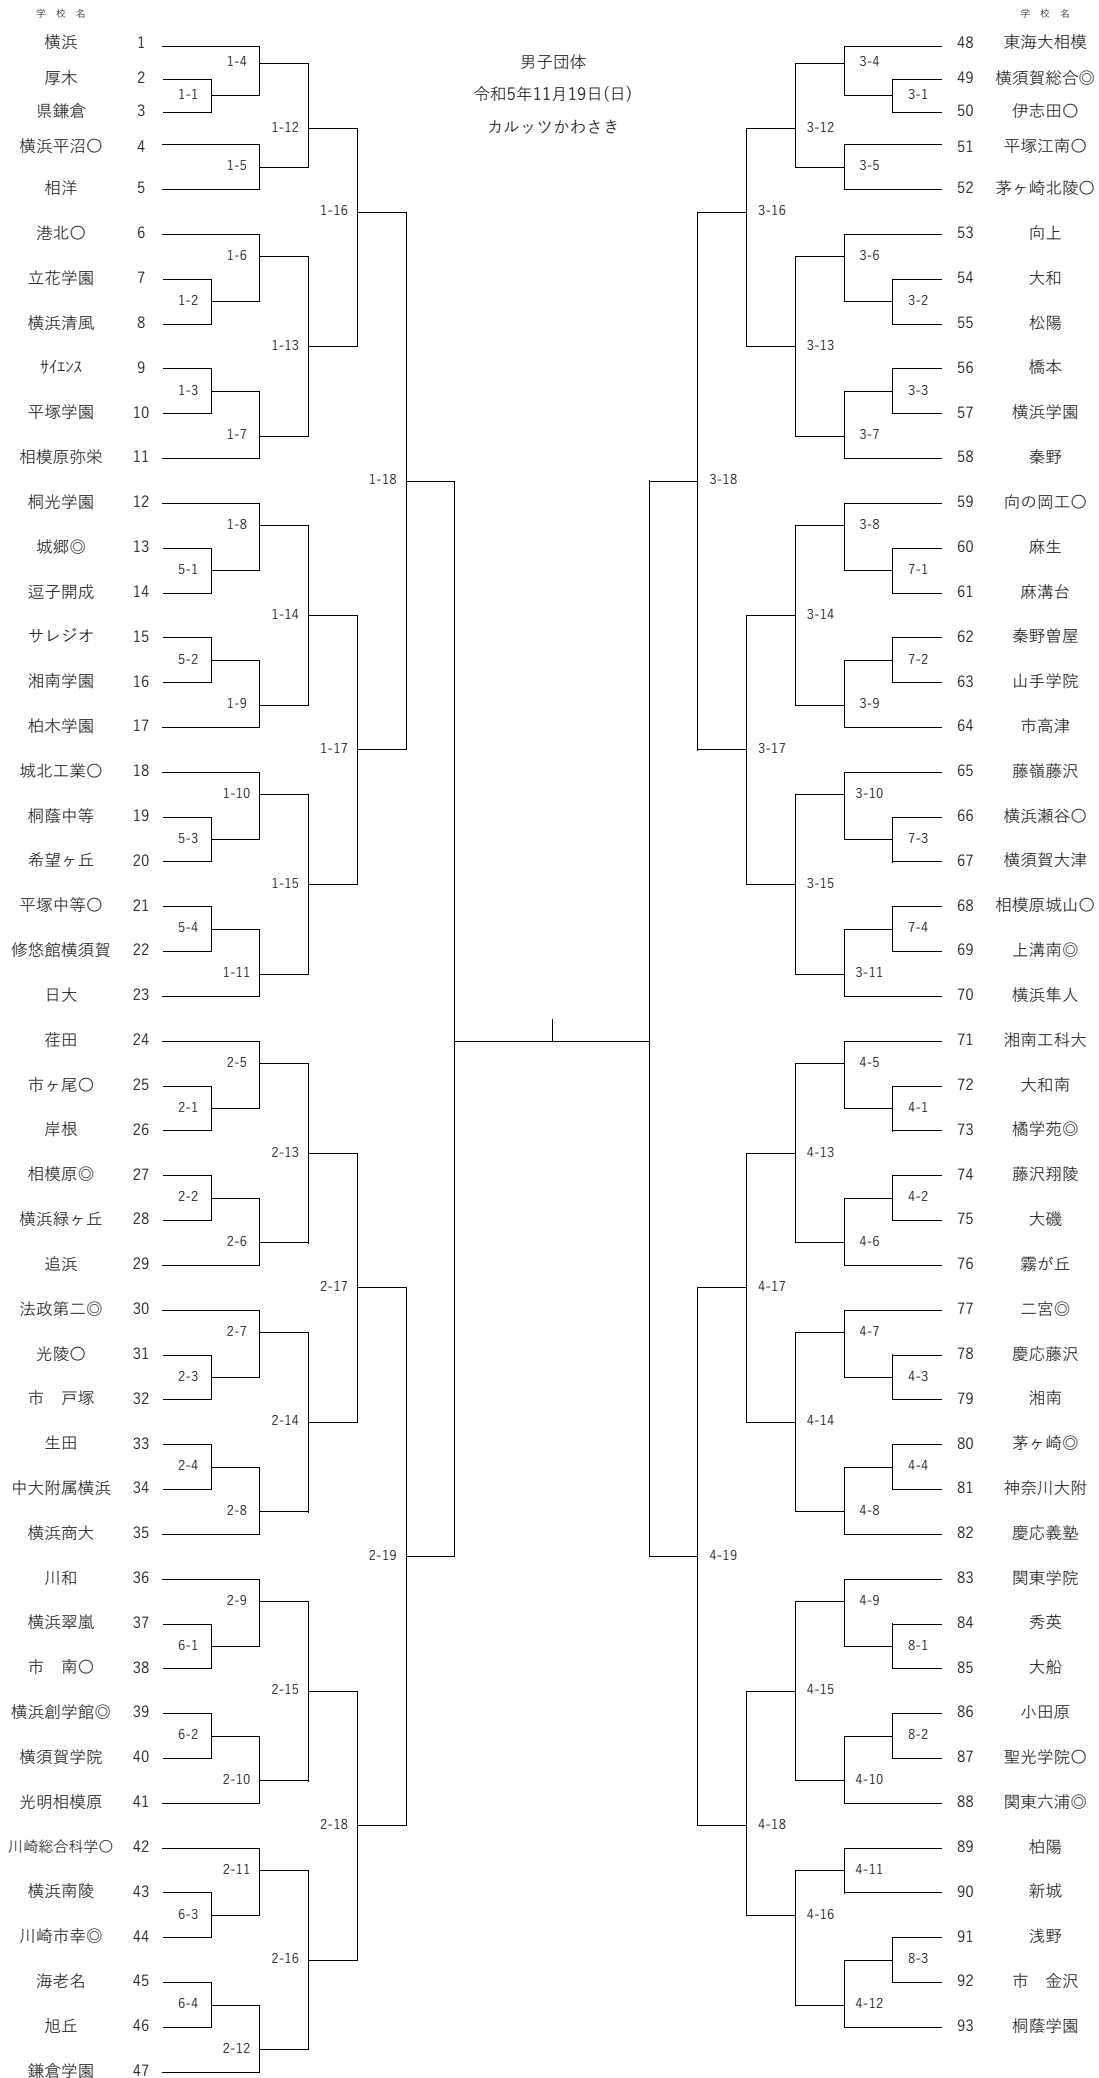 学 校 名
横浜 1
厚木 2
県鎌倉 3
横浜平沼〇 4
相洋 5
港北〇 6
立花学園 7
横浜清風 8
ｻｲｴﾝｽ 9
平塚学園 10
相模原弥栄 11
桐光学園 12
城郷◎ 13
逗子開成 14
サレジオ 15
湘南学園 16
柏木学園 17
城北工業〇 18
桐蔭中等 19
希望ヶ丘 20
平塚中等〇 21
修悠館横須賀 22
日大 23
荏田 24
市ヶ尾〇 25
岸根 26
相模原◎ 27
横浜緑ヶ丘 28
追浜 29
法政第二◎ 30
光陵〇 31
市　戸塚 32
生田 33
中大附属横浜 34
横浜商大 35
川和 36
横浜翠嵐 37
市　南〇 38
横浜創学館◎ 39
横須賀学院 40
光明相模原 41
川崎総合科学〇 42
横浜南陵 43
川崎市幸◎ 44
海老名 45
旭丘 46
鎌倉学園 47
1-4
1-1
1-12
1-5
1-16
1-6
1-2
1-13
1-3
1-7
1-18
1-8
5-1
1-14
5-2
1-9
1-17
1-10
5-3
1-15
5-4
1-11
2-5
2-1
2-13
2-2
2-6
2-17
2-7
2-3
2-14
2-4
2-8
2-19
2-9
6-1
2-15
6-2
2-10
2-18
2-11
6-3
2-16
6-4
2-12
男子団体
令和5年11月19日(日)
カルッツかわさき
3-4
3-1
3-12
3-5
3-16
3-6
3-2
3-13
3-3
3-7
3-18
3-8
7-1
3-14
7-2
3-9
3-17
3-10
7-3
3-15
7-4
3-11
4-5
4-1
4-13
4-2
4-6
4-17
4-7
4-3
4-14
4-4
4-8
4-19
4-9
8-1
4-15
8-2
4-10
4-18
4-11
4-16
8-3
4-12
学 校 名
48 東海大相模
49 横須賀総合◎
50 伊志田〇
51 平塚江南〇
52 茅ヶ崎北陵〇
53 向上
54 大和
55 松陽
56 橋本
57 横浜学園
58 秦野
59 向の岡工〇
60 麻生
61 麻溝台
62 秦野曽屋
63 山手学院
64 市高津
65 藤嶺藤沢
66 横浜瀬谷〇
67 横須賀大津
68 相模原城山〇
69 上溝南◎
70 横浜隼人
71 湘南工科大
72 大和南
73 橘学苑◎
74 藤沢翔陵
75 大磯
76 霧が丘
77 二宮◎
78 慶応藤沢
79 湘南
80 茅ヶ崎◎
81 神奈川大附
82 慶応義塾
83 関東学院
84 秀英
85 大船
86 小田原
87 聖光学院〇
88 関東六浦◎
89 柏陽
90 新城
91 浅野
92 市　金沢
93 桐蔭学園